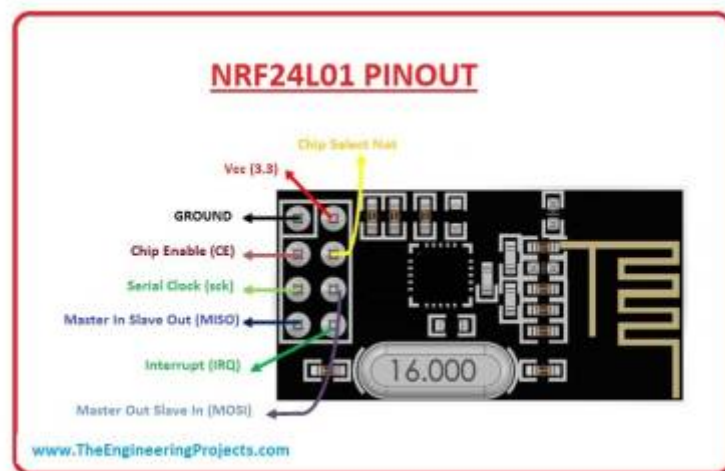 NRF24L01 PINOUT
Chip Select Not
Vcc (3.3)
GROUND
Chip Enable (CE)
Serial Clock (sck)
Master In Slave Out (MISO)
Interrupt (IRQ)
16.000
Master Out Slave In (MOSI)
www.TheEngineeringProjects.com